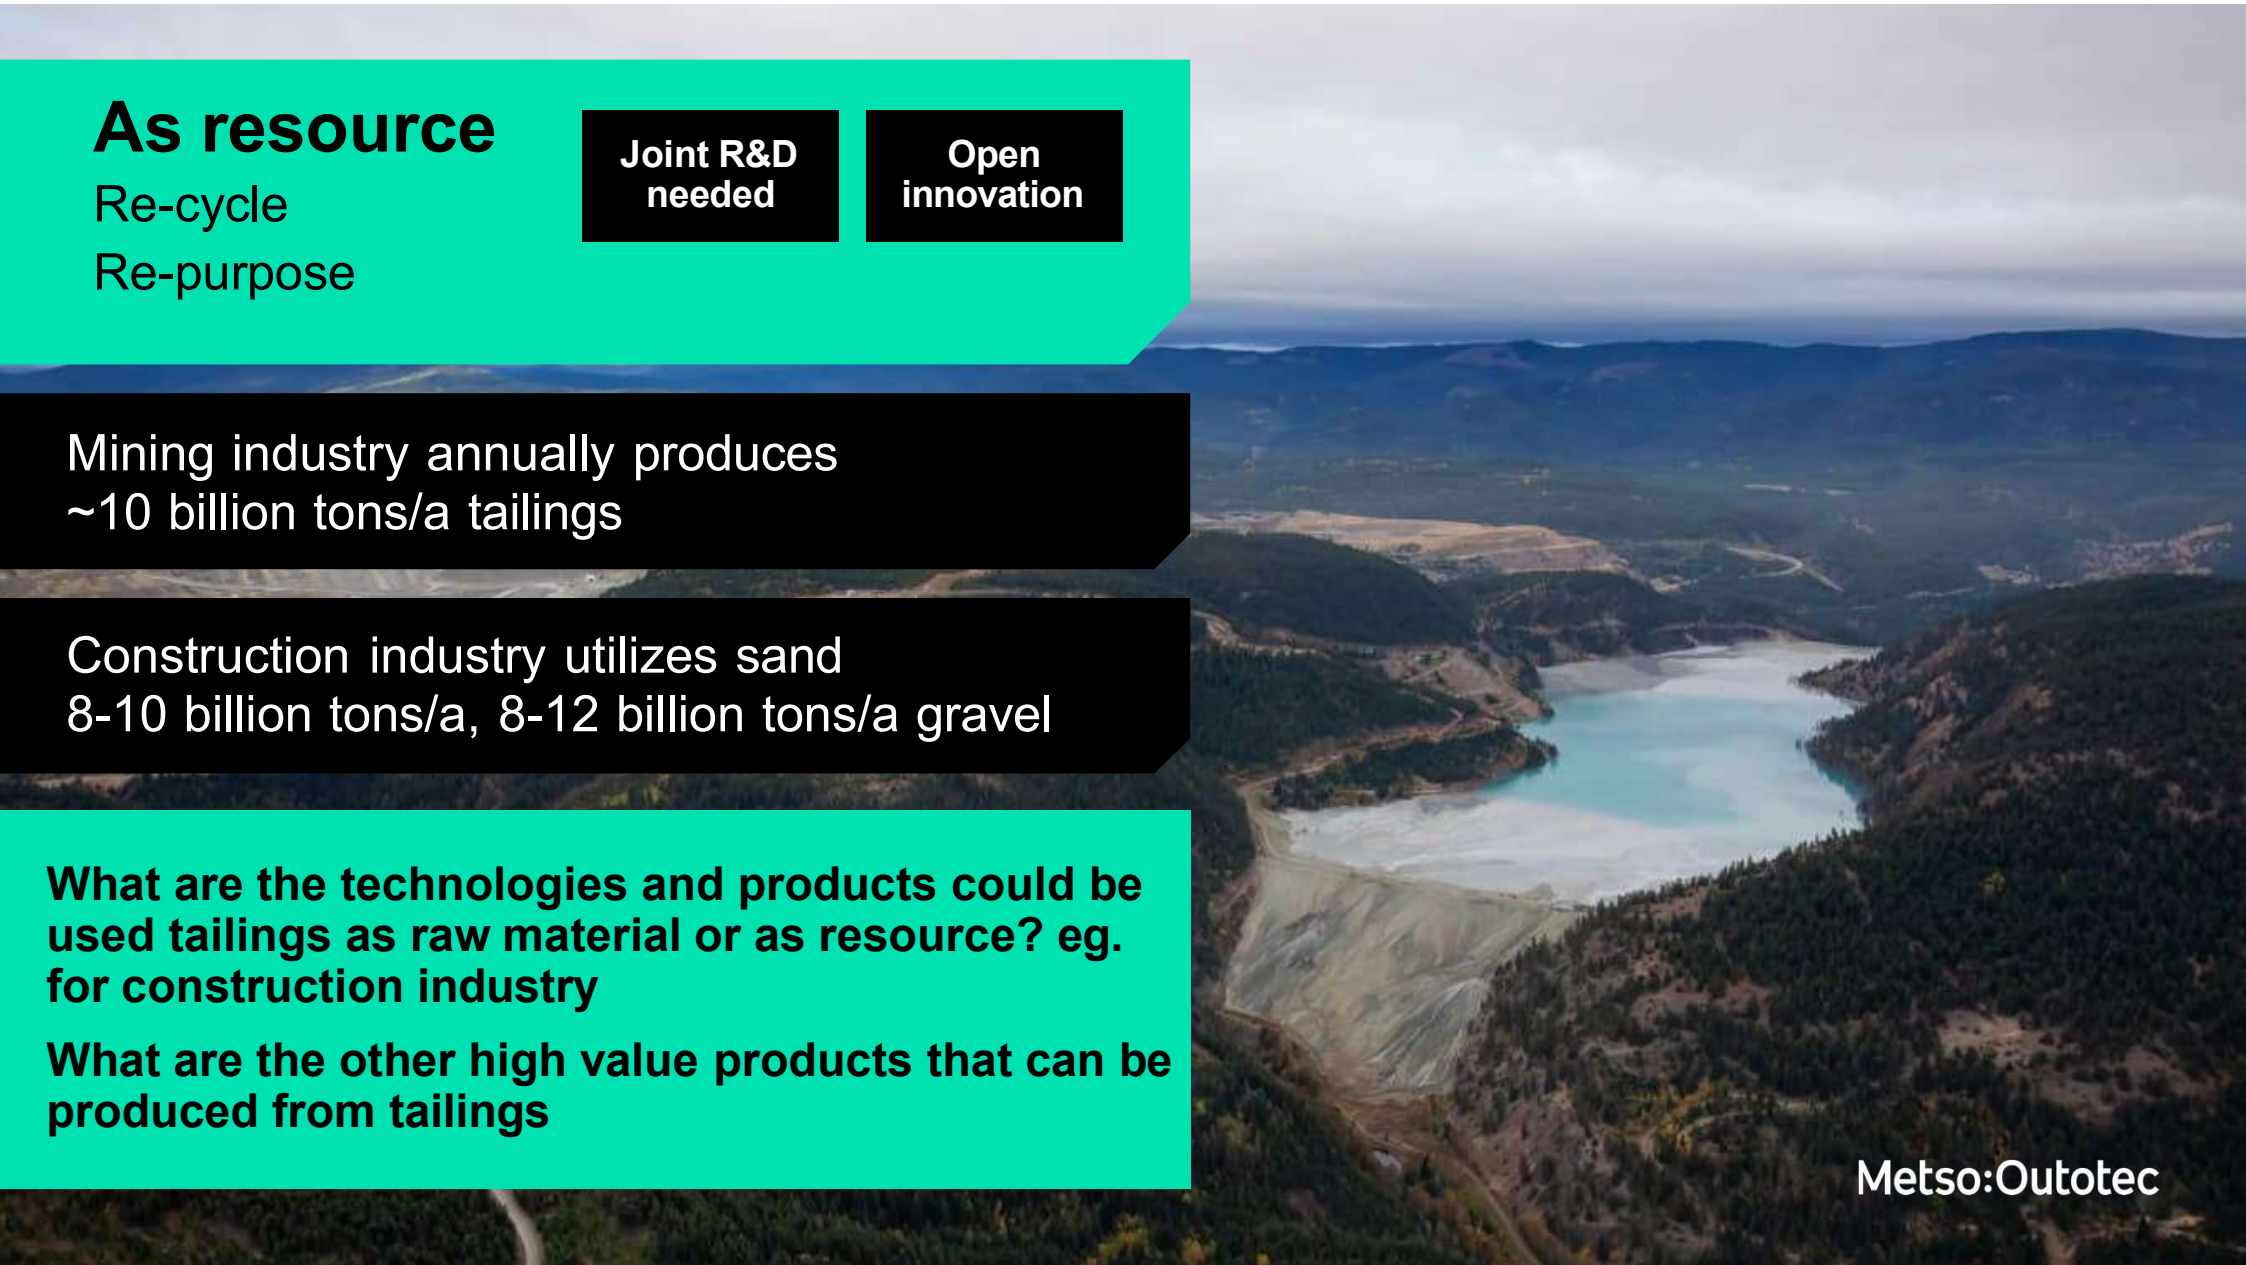 As resource
Re-cycle
Re-purpose
Joint R&D
needed
Open
innovation
Mining industry annually produces
~10 billion tons/a tailings
Construction industry utilizes sand
8-10 billion tons/a, 8-12 billion tons/a gravel
What are the technologies and products could be
used tailings as raw material or as resource? eg.
for construction industry
What are the other high value products that can be
produced from tailings
Metso:Outotec